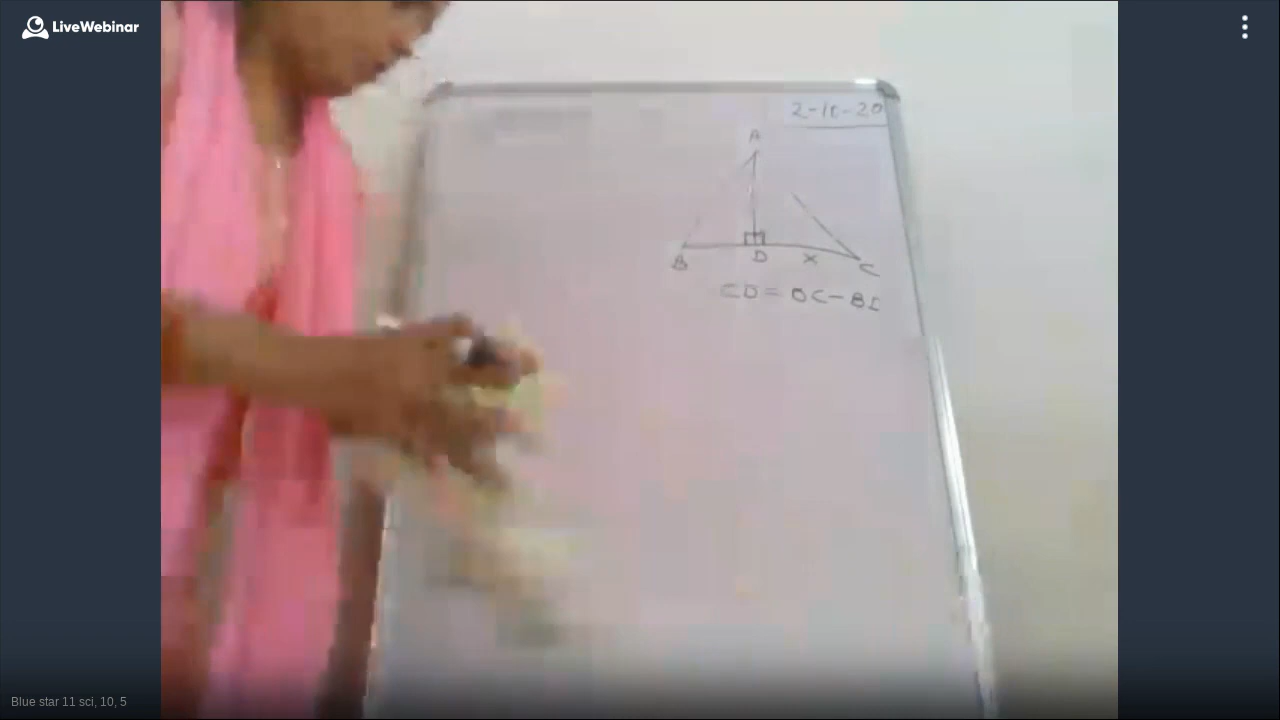 LiveWebinar
2-10-20
A
B D x C
CD = BC - BD
Blue star 11 sci, 10, 5